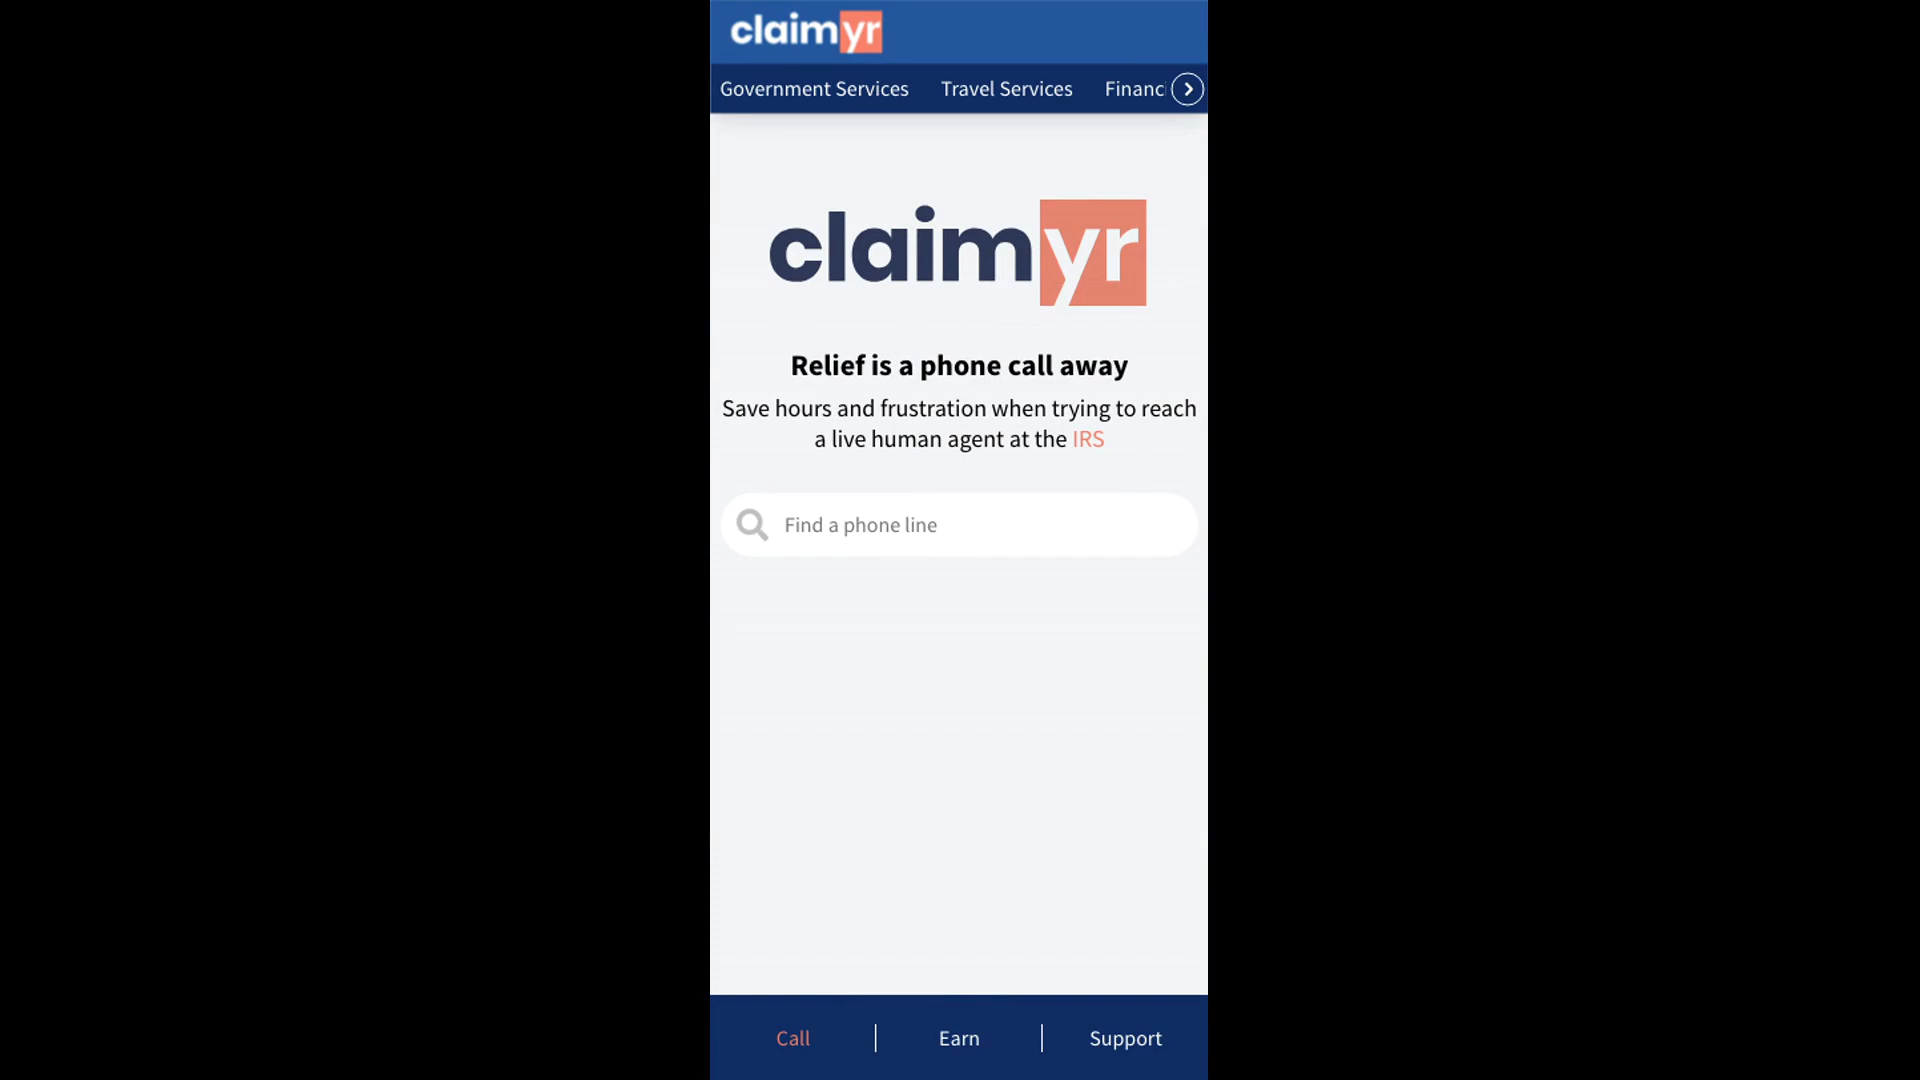 claimyr
Government Services Travel Services
claimyr
Relief is a phone call away
Save hours and frustration when trying to reach
a live human agent at the IRS
Find a phone line
Call Earn Support